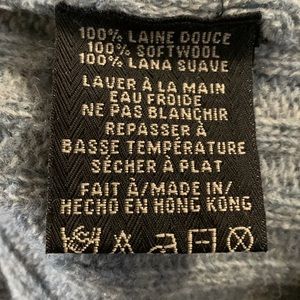 100% LAINE DOUCE
100% SOFTWOOL
100% LANA SUAVE
LAVER À LA MAIN
EAU FROIDE
NE PAS BLANCHIR
REPASSER À
BASSE TEMPÉRATURE
SÉCHER À PLAT
FAIT À/MADE IN/
HECHO EN HONG KONG